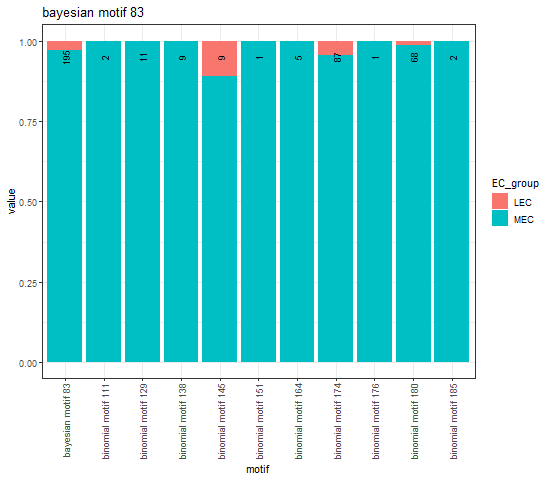 bayesian motif 83
value
1.00
0.75
0.50
0.25
0.00
195
2
11
9
9
1
5
87
1
68
2
bayesian motif 83
binomial motif 111
binomial motif 129
binomial motif 138
binomial motif 145
binomial motif 151
binomial motif 164
binomial motif 174
binomial motif 176
binomial motif 180
binomial motif 185
motif
EC_group
LEC
MEC